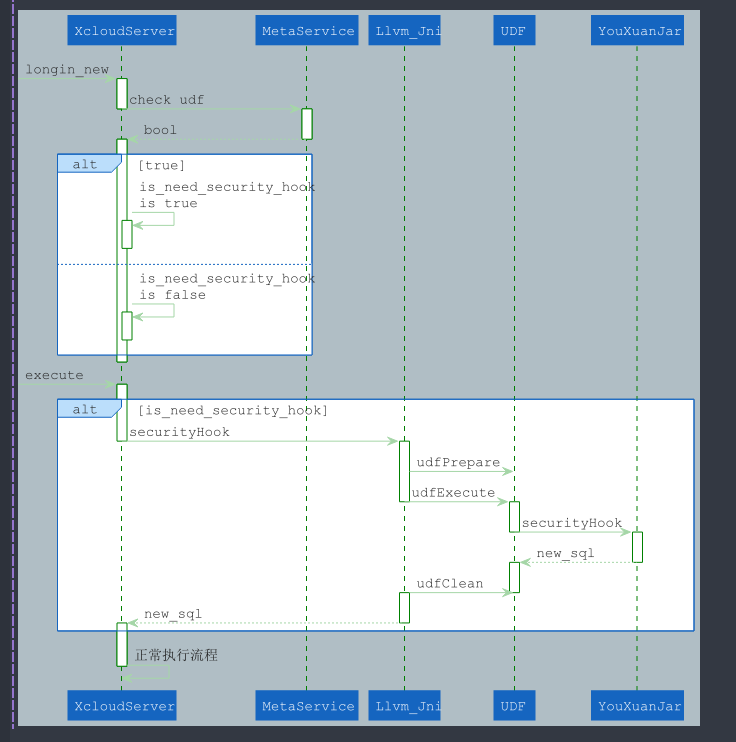 XcloudServer MetaService Llvm_Jni UDF YouXuanJar
longin_new
check udf
bool
alt [true]
is_need_security_hook
is true
is_need_security_hook
is false
execute
alt [is_need_security_hook]
securityHook
udfPrepare
udfExecute
securityHook
new_sql
udfClean
new_sql
正常执行流程
XcloudServer MetaService Llvm_Jni UDF YouXuanJar